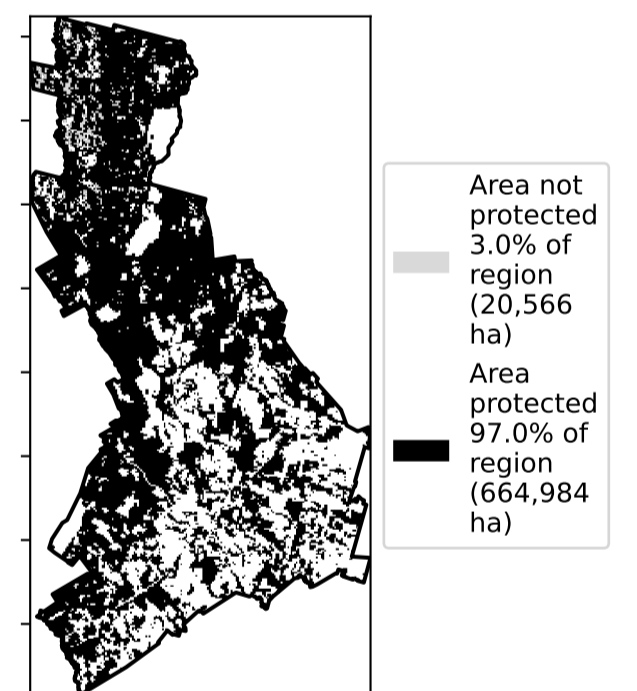 Area not
protected
3.0% of
region
(20,566
ha)
Area
protected
97.0% of
region
(664,984
ha)